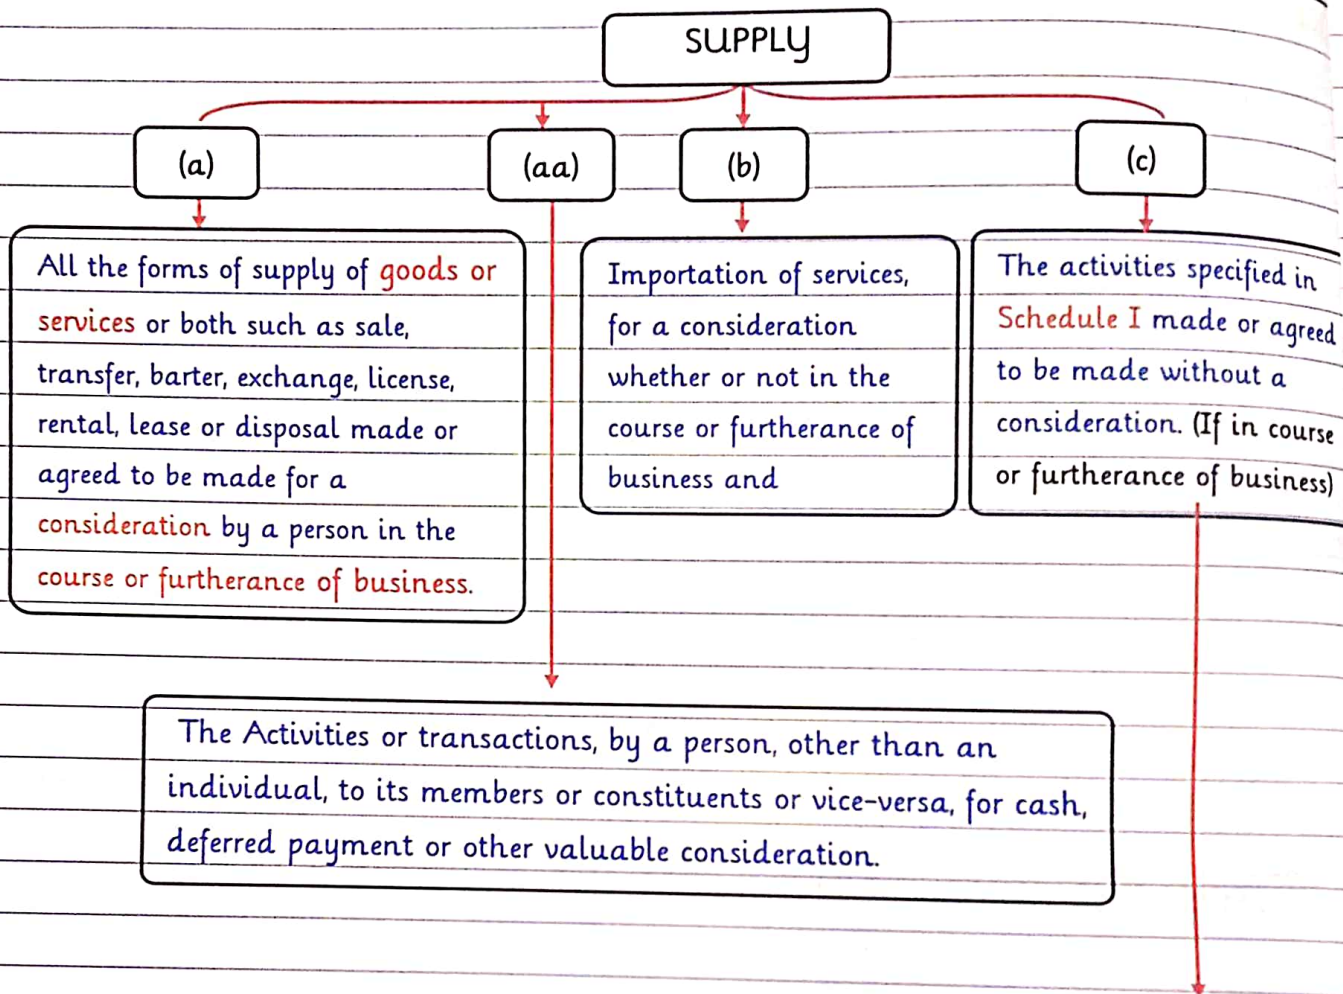 SUPPLY
(a)
(aa)
(b)
(c)
All the forms of supply of goods or
services or both such as sale,
transfer, barter, exchange, license,
rental, lease or disposal made or
agreed to be made for a
consideration by a person in the
course or furtherance of business.
Importation of services,
for a consideration
whether or not in the
course or furtherance of
business and
The activities specified in
Schedule I made or agreed
to be made without a
consideration. (If in course
or furtherance of business)
The Activities or transactions, by a person, other than an
individual, to its members or constituents or vice-versa, for cash,
deferred payment or other valuable consideration.